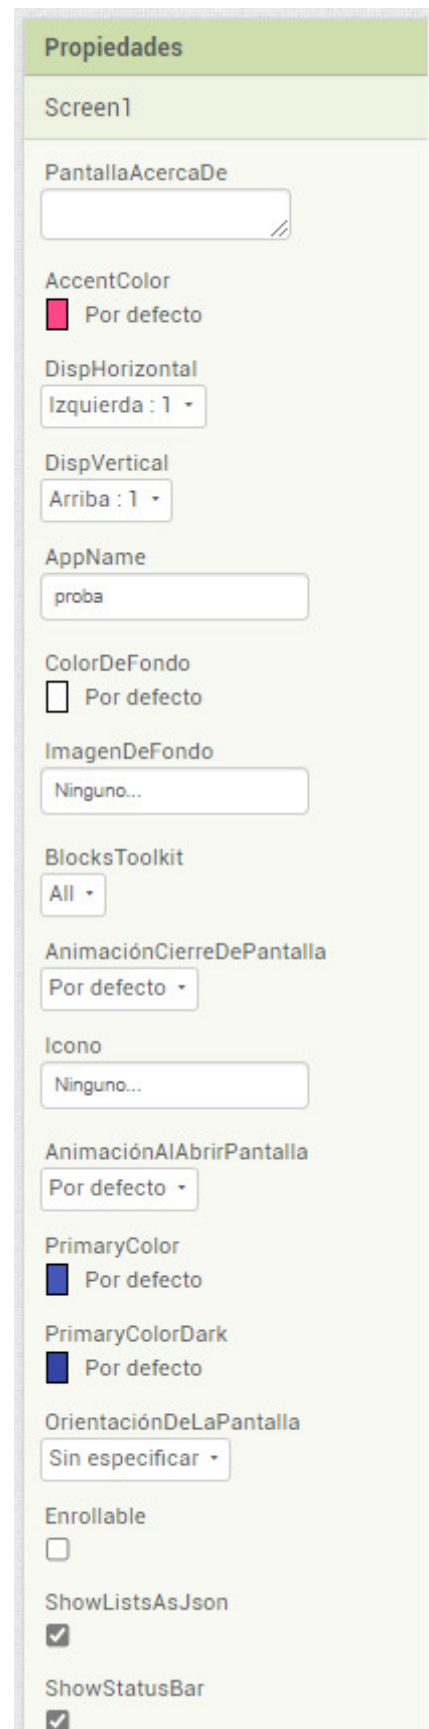 Propiedades
Screen1
PantallaAcercaDe
AccentColor
Por defecto
DispHorizontal
Izquierda : 1
DispVertical
Arriba : 1
AppName
proba
ColorDeFondo
Por defecto
ImagenDeFondo
Ninguno...
BlocksToolkit
All
AnimaciónCierreDePantalla
Por defecto
Icono
Ninguno...
AnimaciónAlAbrirPantalla
Por defecto
PrimaryColor
Por defecto
PrimaryColorDark
Por defecto
OrientaciónDeLaPantalla
Sin especificar
Enrollable
ShowListsAsJson
ShowStatusBar